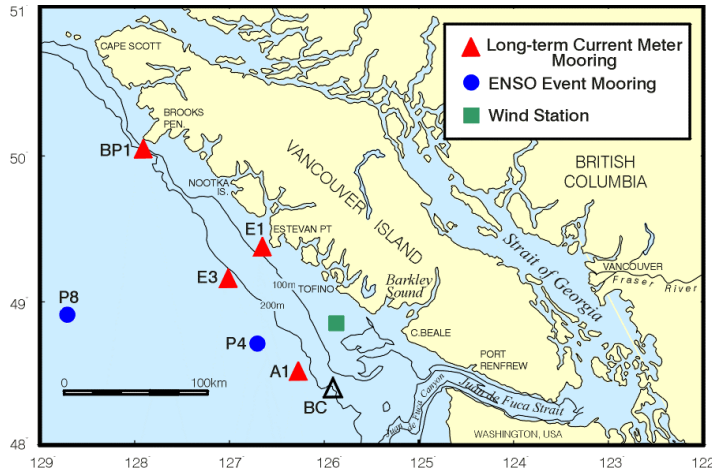 51°
CAPE SCOTT
Long-term Current Meter
Mooring
ENSO Event Mooring
Wind Station
BROOKS
PEN.
50°
BP1
VANCOUVER ISLAND
BRITISH
COLUMBIA
NOOTKA
IS.
E1
ESTEVAN PT
Strait of Georgia
VANCOUVER
Fraser River
E3
100m
TOFINO
Barkley
Sound
49°
P8
200m
P4
C.BEALE
PORT
RENFREW
A1
BC
0
100km
Juan de Fuca Canyon
Juan de Fuca Strait
WASHINGTON, USA
48°
129
128
127
126
125
124
123
122